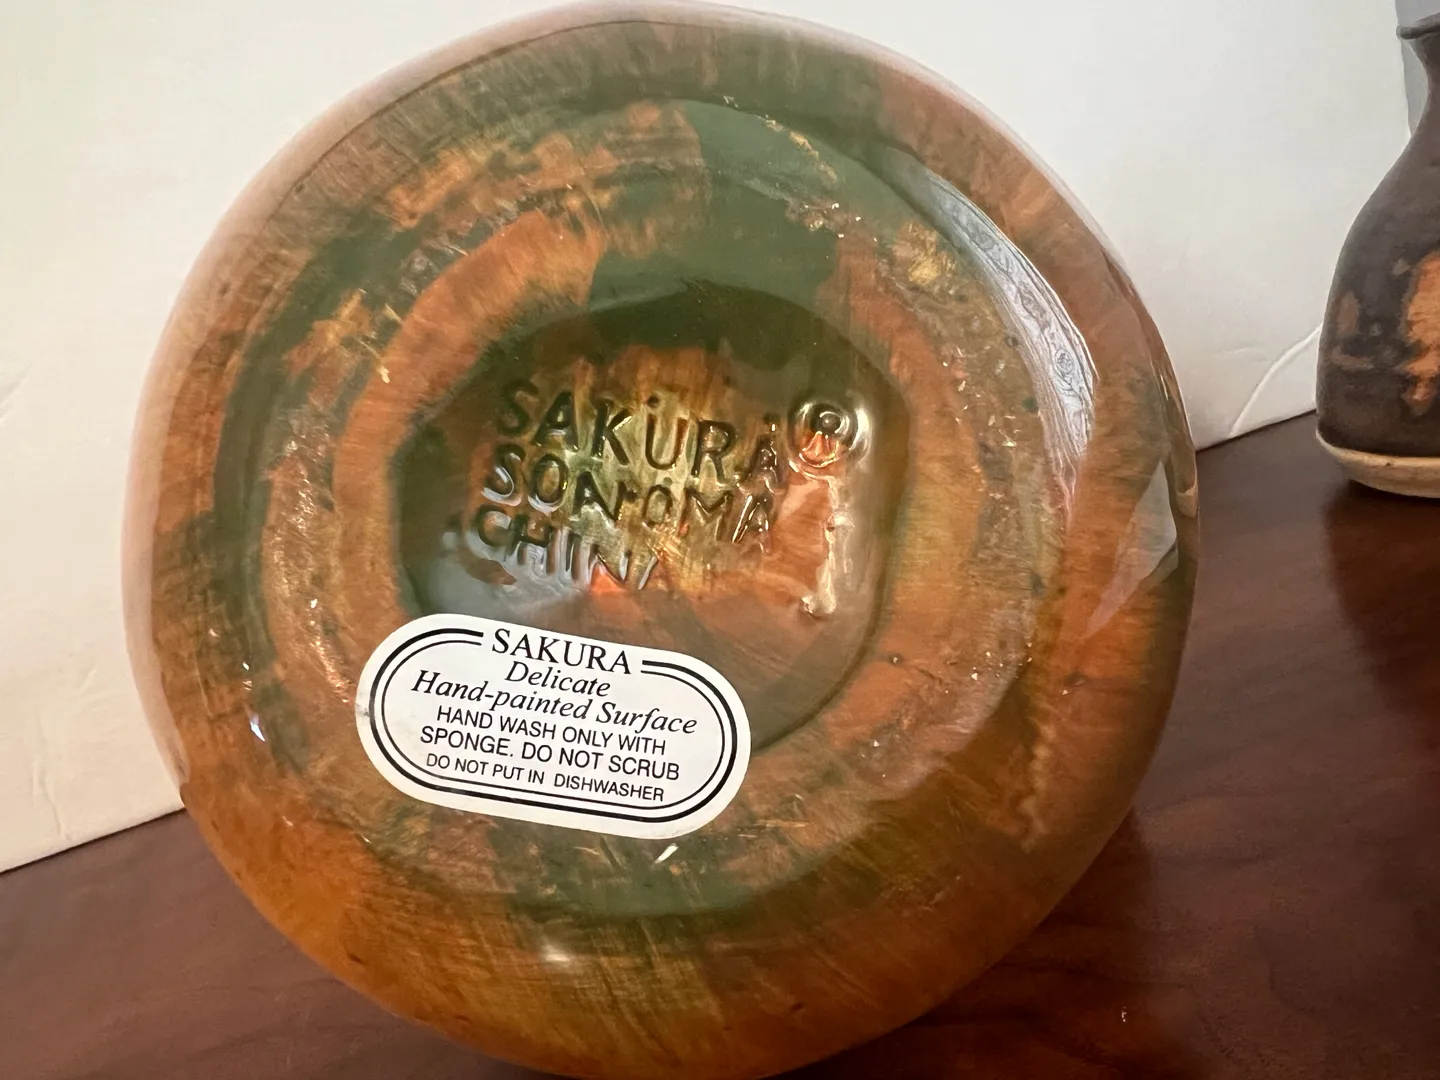 SAKURA®
SONOMA
CHINA
SAKURA
Delicate
Hand-painted Surface
HAND WASH ONLY WITH
SPONGE. DO NOT SCRUB
DO NOT PUT IN DISHWASHER